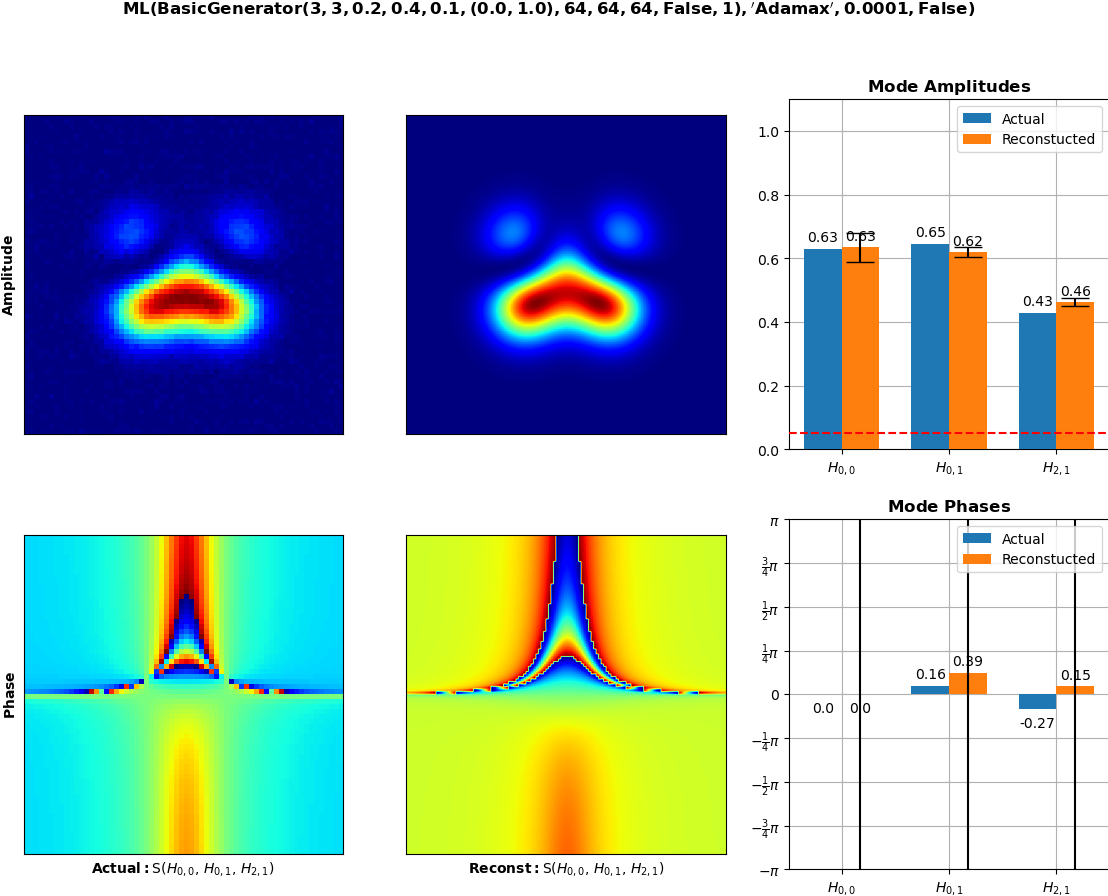 ML(BasicGenerator(3, 3, 0.2, 0.4, 0.1, (0.0, 1.0), 64, 64, 64, False, 1), ′Adamax′, 0.0001, False)
Amplitude
Mode Amplitudes
Actual
Reconstucted
1.0
0.8
0.6
0.4
0.2
0.0
0.63 0.63 0.65 0.62 0.43 0.46
H0,0 H0,1 H2,1
Phase
Actual: S(H0,0, H0,1, H2,1)
Reconst: S(H0,0, H0,1, H2,1)
Mode Phases
Actual
Reconstucted
π
3/4π
1/2π
1/4π
0
−1/4π
−1/2π
−3/4π
−π
0.0 0.0 0.16 0.39 -0.27 0.15
H0,0 H0,1 H2,1